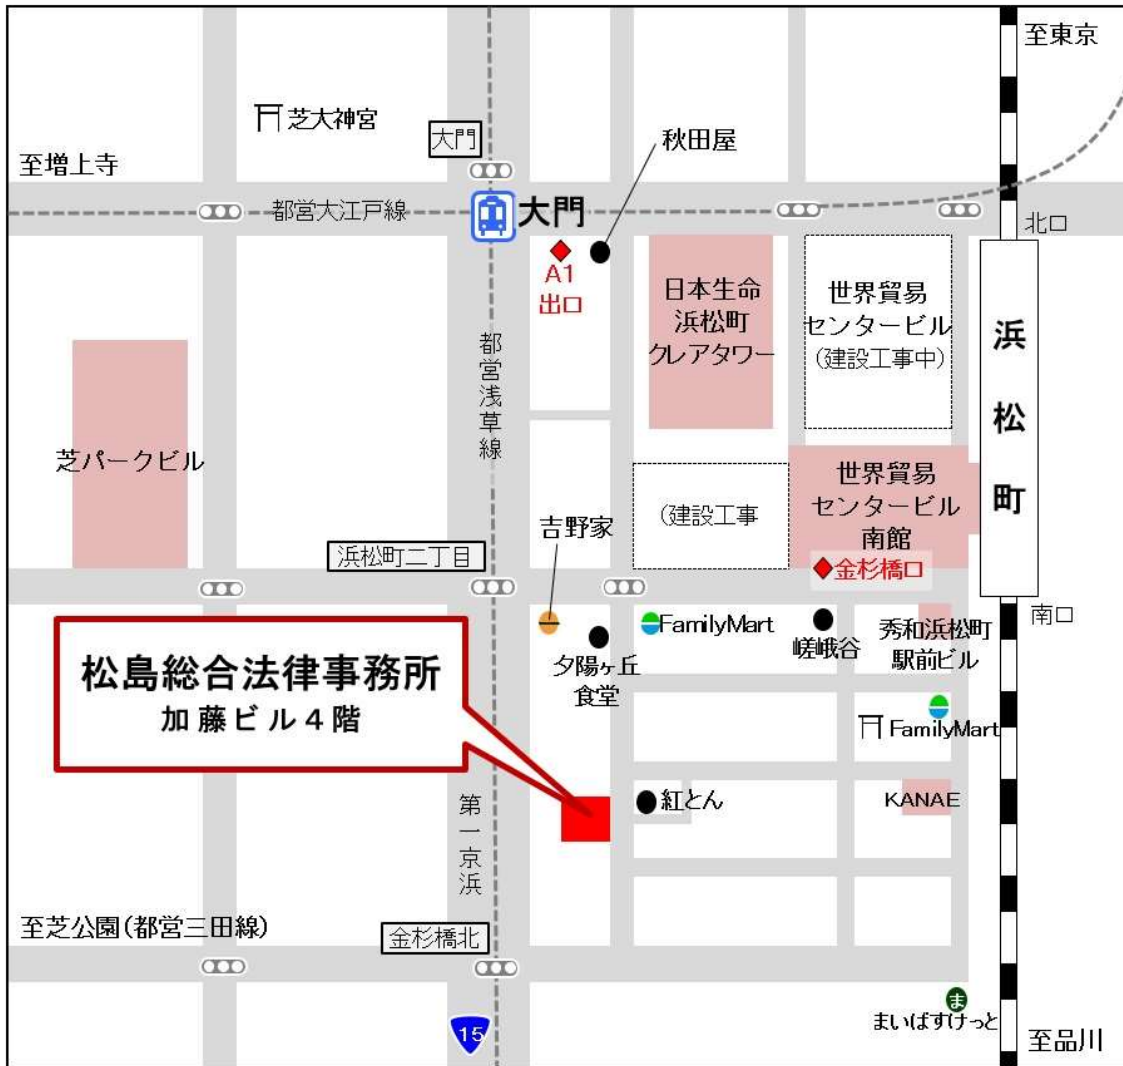 至東京
芝大神宮
大門
秋田屋
至増上寺
都営大江戸線
大門
北口
A1
出口
日本生命
浜松町
クレアタワー
世界貿易
センタービル
(建設工事中)
浜松町
都営浅草線
芝パークビル
世界貿易
センタービル
南館
(建設工事
吉野家
浜松町二丁目
金杉橋口
南口
FamilyMart
嵯峨谷
秀和浜松町
駅前ビル
夕陽ヶ丘
食堂
松島総合法律事務所
加藤ビル4階
FamilyMart
紅とん
KANAE
第一京浜
至芝公園(都営三田線)
金杉橋北
ま
まいばすけっと
15
至品川